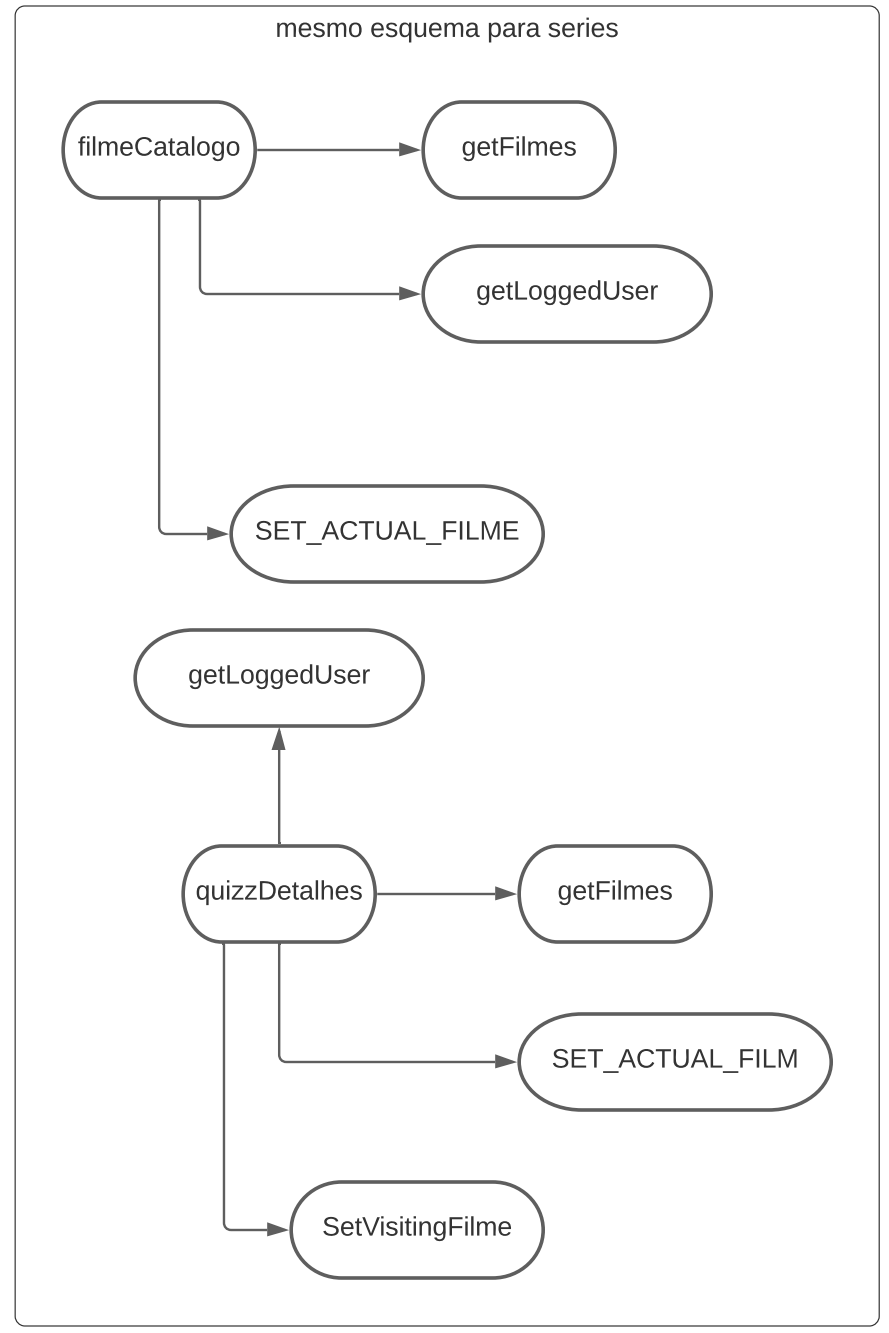 mesmo esquema para series
filmeCatalogo
getFilmes
getLoggedUser
SET_ACTUAL_FILME
getLoggedUser
quizzDetalhes
getFilmes
SET_ACTUAL_FILM
SetVisitingFilme